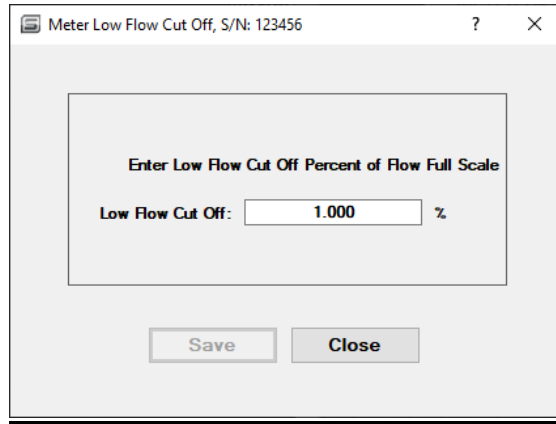 Meter Low Flow Cut Off, S/N: 123456 ?
Enter Low Flow Cut Off Percent of Flow Full Scale
Low Flow Cut Off: 1.000 %
Save Close